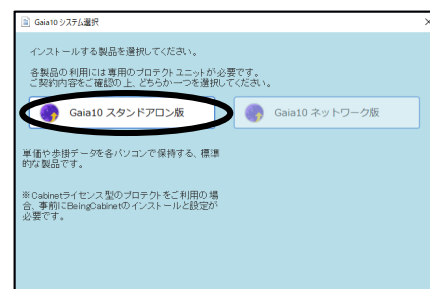 Gaia10 システム選択
インストールする製品を選択してください。
各製品の利用には専用のプロテクトユニットが必要です。
ご契約内容をご確認の上、どちらか一つを選択してください。
Gaia10 スタンドアロン版
Gaia10 ネットワーク版
単価や歩掛データを各パソコンで保持する、標準
的な製品です。
※Cabinetライセンス型のプロテクトをご利用の場
合、事前にBeingCabinetのインストールと設定が
必要です。